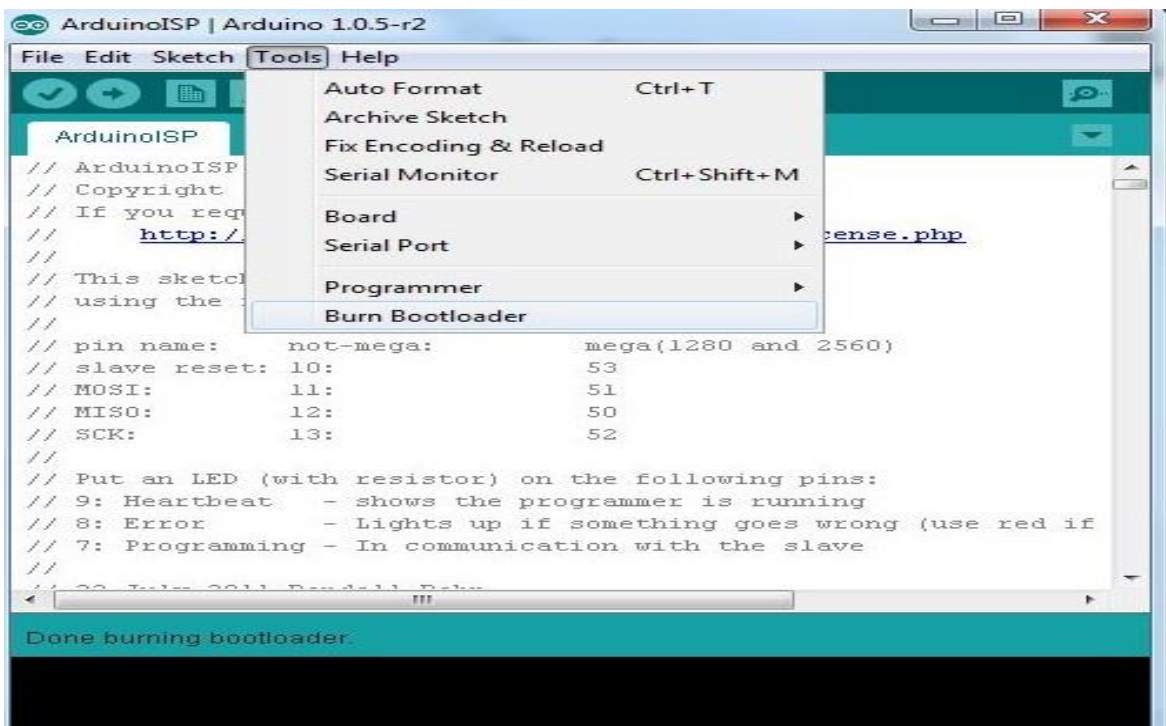 ArduinoISP | Arduino 1.0.5-r2
File Edit Sketch Tools Help
Auto Format Ctrl+T
Archive Sketch
Fix Encoding & Reload
Serial Monitor Ctrl+Shift+M
Board
Serial Port
Programmer
Burn Bootloader
ArduinoISP
// ArduinoISP
// Copyright
// If you requ
// http:/ cense.php
//
// This sketch
// using the
//
// pin name: not-mega: mega(1280 and 2560)
// slave reset: 10: 53
// MOSI: 11: 51
// MISO: 12: 50
// SCK: 13: 52
//
// Put an LED (with resistor) on the following pins:
// 9: Heartbeat - shows the programmer is running
// 8: Error - Lights up if something goes wrong (use red if
// 7: Programming - In communication with the slave
//
Done burning bootloader.